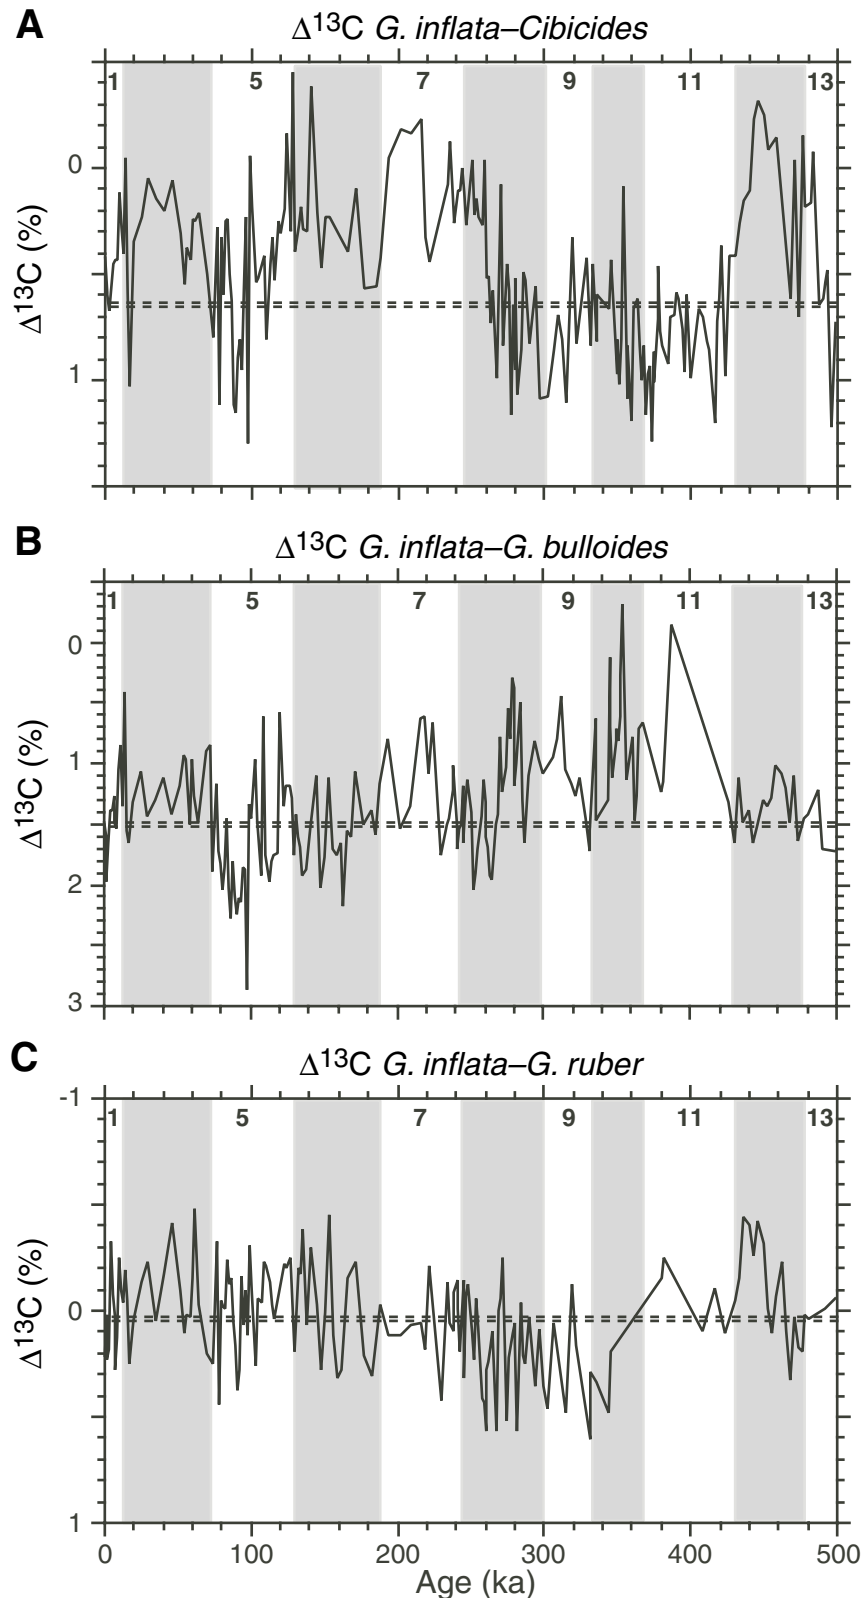 A
Δ13C G. inflata–Cibicides
1 5 7 9 11 13
0
1
Δ13C (%)
B
Δ13C G. inflata–G. bulloides
1 5 7 9 11 13
0
1
2
3
Δ13C (%)
C
Δ13C G. inflata–G. ruber
-1
1 5 7 9 11 13
0
1
Δ13C (%)
0 100 200 300 400 500
Age (ka)